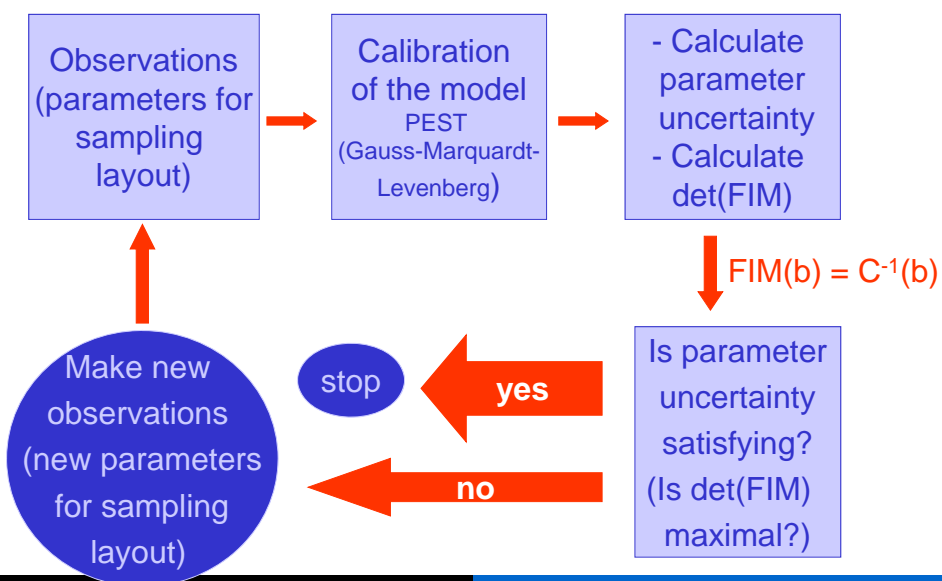 Observations
(parameters for
sampling
layout)
Calibration
of the model
PEST
(Gauss-Marquardt-
Levenberg)
- Calculate
parameter
uncertainty
- Calculate
det(FIM)
FIM(b) = C⁻¹(b)
Is parameter
uncertainty
satisfying?
(Is det(FIM)
maximal?)
yes
stop
no
Make new
observations
(new parameters
for sampling
layout)